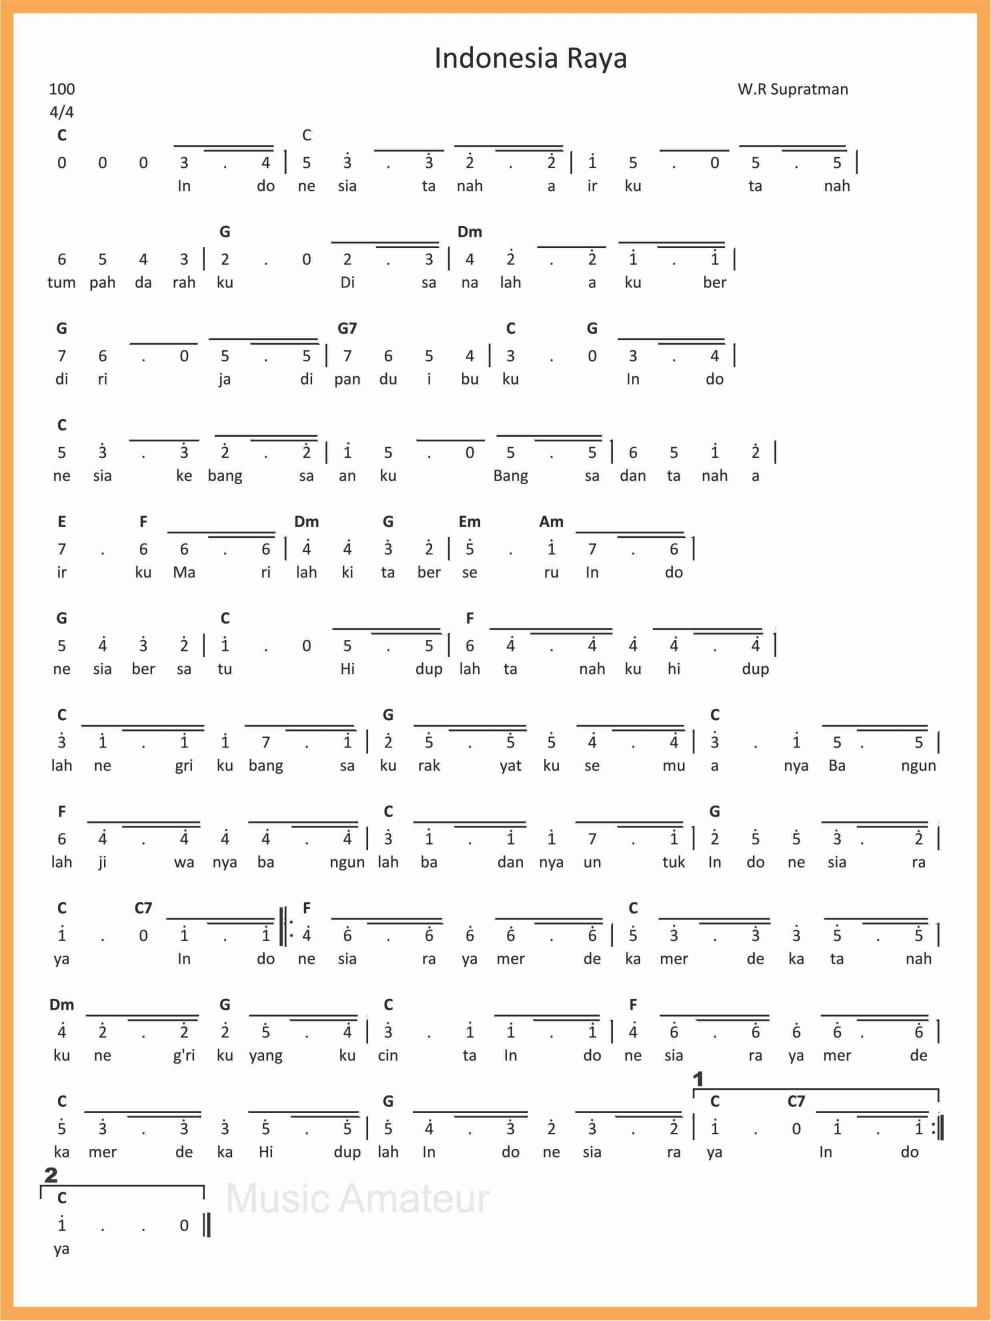 Indonesia Raya
100
W.R Supratman
4/4
C C
0 0 0 3 . 4 | 5 3̇ . 3̇ 2̇ . 2̇ | 1̇ 5 . 0 5 . 5 |
In do ne sia ta nah a ir ku ta nah
G Dm
6 5 4 3 | 2 . 0 2 . 3 | 4 2̇ . 2̇ 1̇ . 1̇ |
tum pah da rah ku Di sa na lah a ku ber
G G7 C G
7 6 . 0 5 . 5 | 7 6 5 4 | 3 . 0 3 . 4 |
di ri ja di pan du i bu ku In do
C
5 3̇ . 3̇ 2̇ . 2̇ | 1̇ 5 . 0 5 . 5 | 6 5 1̇ 2̇ |
ne sia ke bang sa an ku Bang sa dan ta nah a
E F Dm G Em Am
7 . 6 6 . 6 | 4̇ 4̇ 3̇ 2̇ | 5̇ . 1̇ 7 . 6 |
ir ku Ma ri lah ki ta ber se ru In do
G C F
5 4̇ 3̇ 2̇ | 1̇ . 0 5 . 5 | 6 4̇ . 4̇ 4̇ 4̇ . 4̇ |
ne sia ber sa tu Hi dup lah ta nah ku hi dup
C G C
3̇ 1̇ . 1̇ 1̇ 7 . 1̇ | 2̇ 5̇ . 5̇ 5̇ 4̇ . 4̇ | 3̇ . 1̇ 5 . 5 |
lah ne gri ku bang sa ku rak yat ku se mu a nya Ba ngun
F C G
6 4̇ . 4̇ 4̇ 4̇ . 4̇ | 3̇ 1̇ . 1̇ 1̇ 7 . 1̇ | 2̇ 5̇ 5̇ 3̇ . 2̇ |
lah ji wa nya ba ngun lah ba dan nya un tuk In do ne sia ra
C C7 F C
1̇ . 0 1̇ . 1̇ ‖: 4̇ 6̇ . 6̇ 6̇ 6̇ . 6̇ | 5̇ 3̇ . 3̇ 3̇ 5̇ . 5̇ |
ya In do ne sia ra ya mer de ka mer de ka ta nah
Dm G C F
4̇ 2̇ . 2̇ 2̇ 5̇ . 4̇ | 3̇ . 1̇ 1̇ . 1̇ | 4̇ 6̇ . 6̇ 6̇ 6̇ . 6̇ |
ku ne g'ri ku yang ku cin ta In do ne sia ra ya mer de
1
C G C C7
5̇ 3̇ . 3̇ 3̇ 5̇ . 5̇ | 5̇ 4̇ . 3̇ 2̇ 3̇ . 2̇ | 1̇ . 0 1̇ . 1̇ :‖
ka mer de ka Hi dup lah In do ne sia ra ya In do
2
C
Music Amateur
1̇ . . 0 ‖
ya